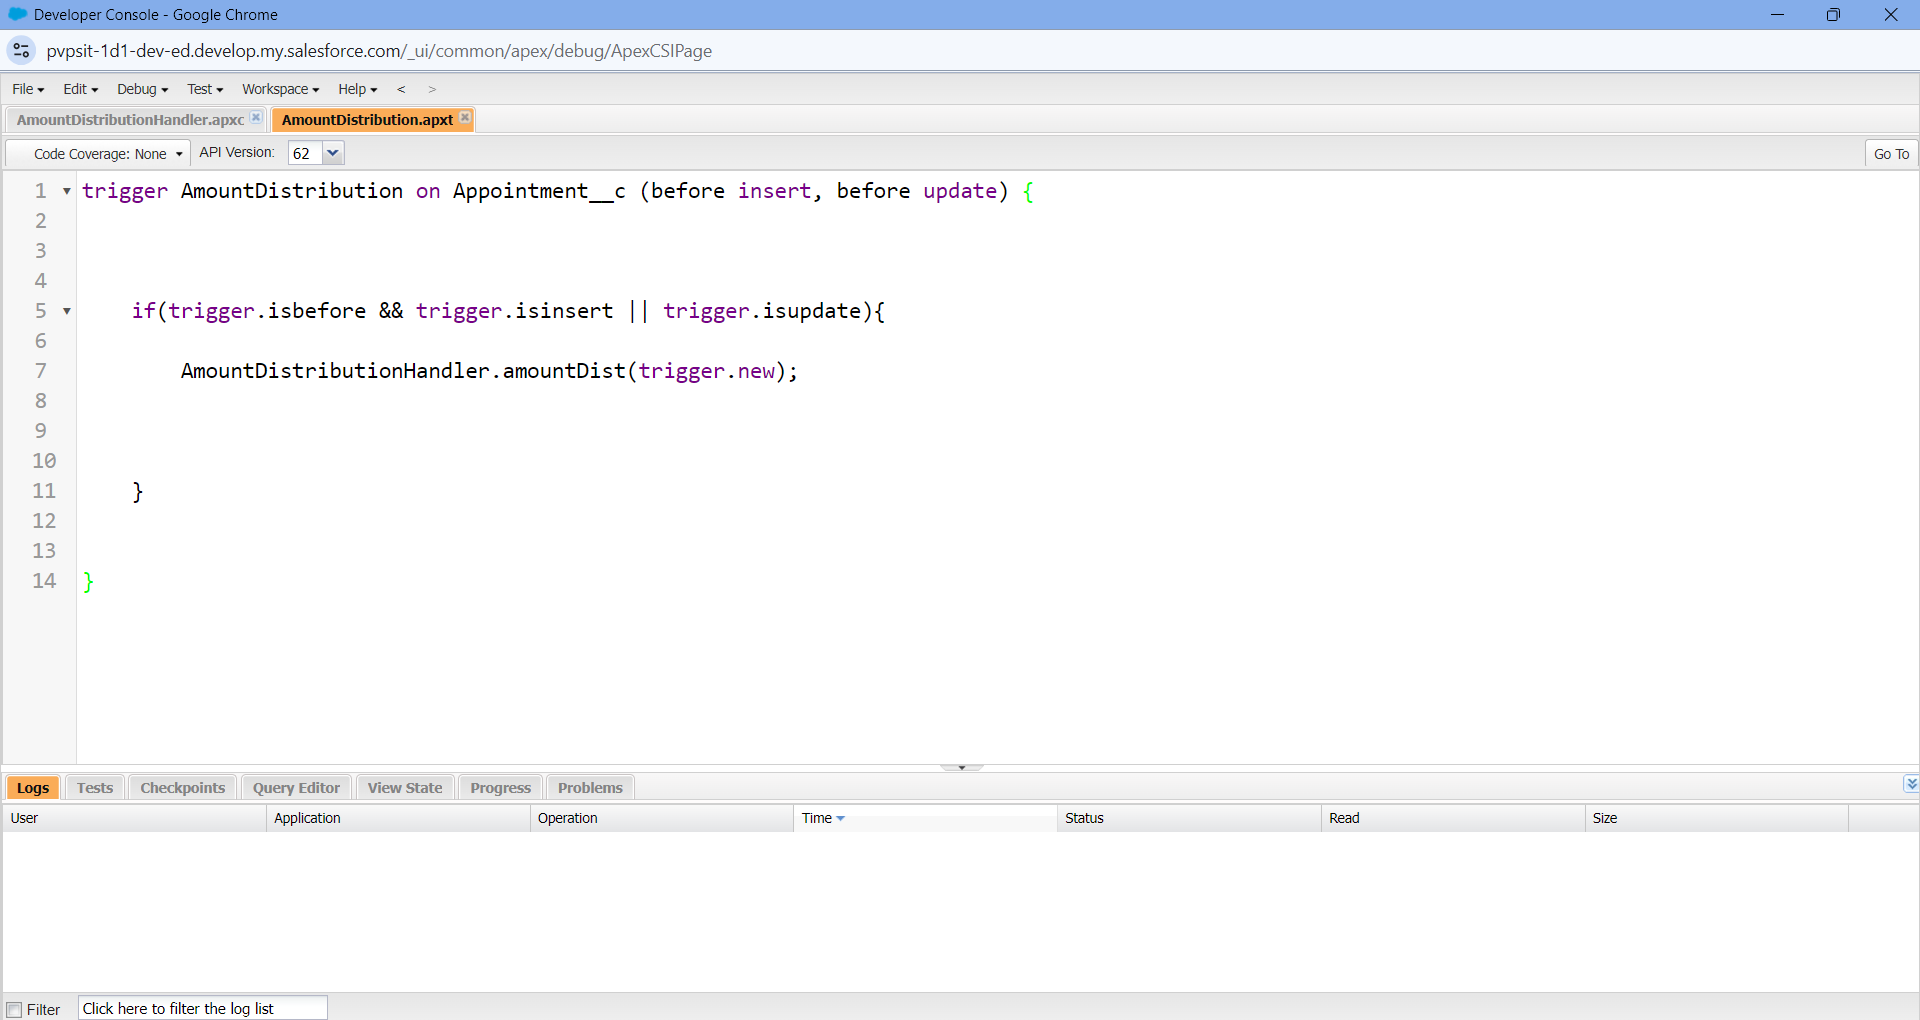 Developer Console - Google Chrome
pvpsit-1d1-dev-ed.develop.my.salesforce.com/_ui/common/apex/debug/ApexCSIPage
File Edit Debug Test Workspace Help < >
AmountDistributionHandler.apxc AmountDistribution.apxt
Code Coverage: None API Version: 62 Go To
1 trigger AmountDistribution on Appointment__c (before insert, before update) {
2
3
4
5 if(trigger.isbefore && trigger.isinsert || trigger.isupdate){
6
7 AmountDistributionHandler.amountDist(trigger.new);
8
9
10
11 }
12
13
14 }
Logs Tests Checkpoints Query Editor View State Progress Problems
User Application Operation Time Status Read Size
Filter Click here to filter the log list